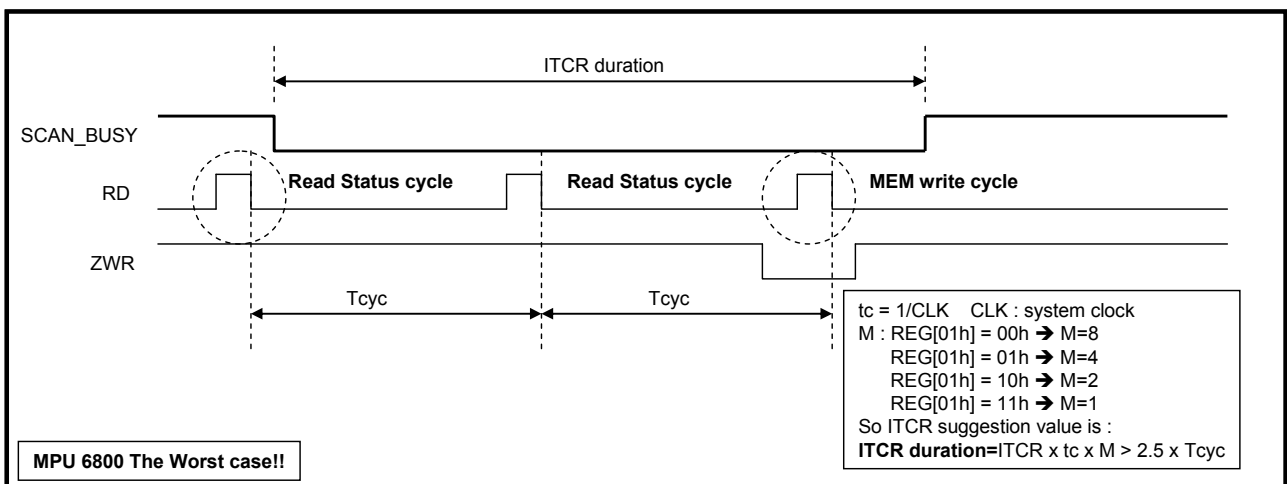 ITCR duration
SCAN_BUSY
RD
Read Status cycle
Read Status cycle
MEM write cycle
ZWR
Tcyc
Tcyc
tc = 1/CLK CLK : system clock
M : REG[01h] = 00h ➔ M=8
REG[01h] = 01h ➔ M=4
REG[01h] = 10h ➔ M=2
REG[01h] = 11h ➔ M=1
So ITCR suggestion value is :
ITCR duration=ITCR x tc x M > 2.5 x Tcyc
MPU 6800 The Worst case!!